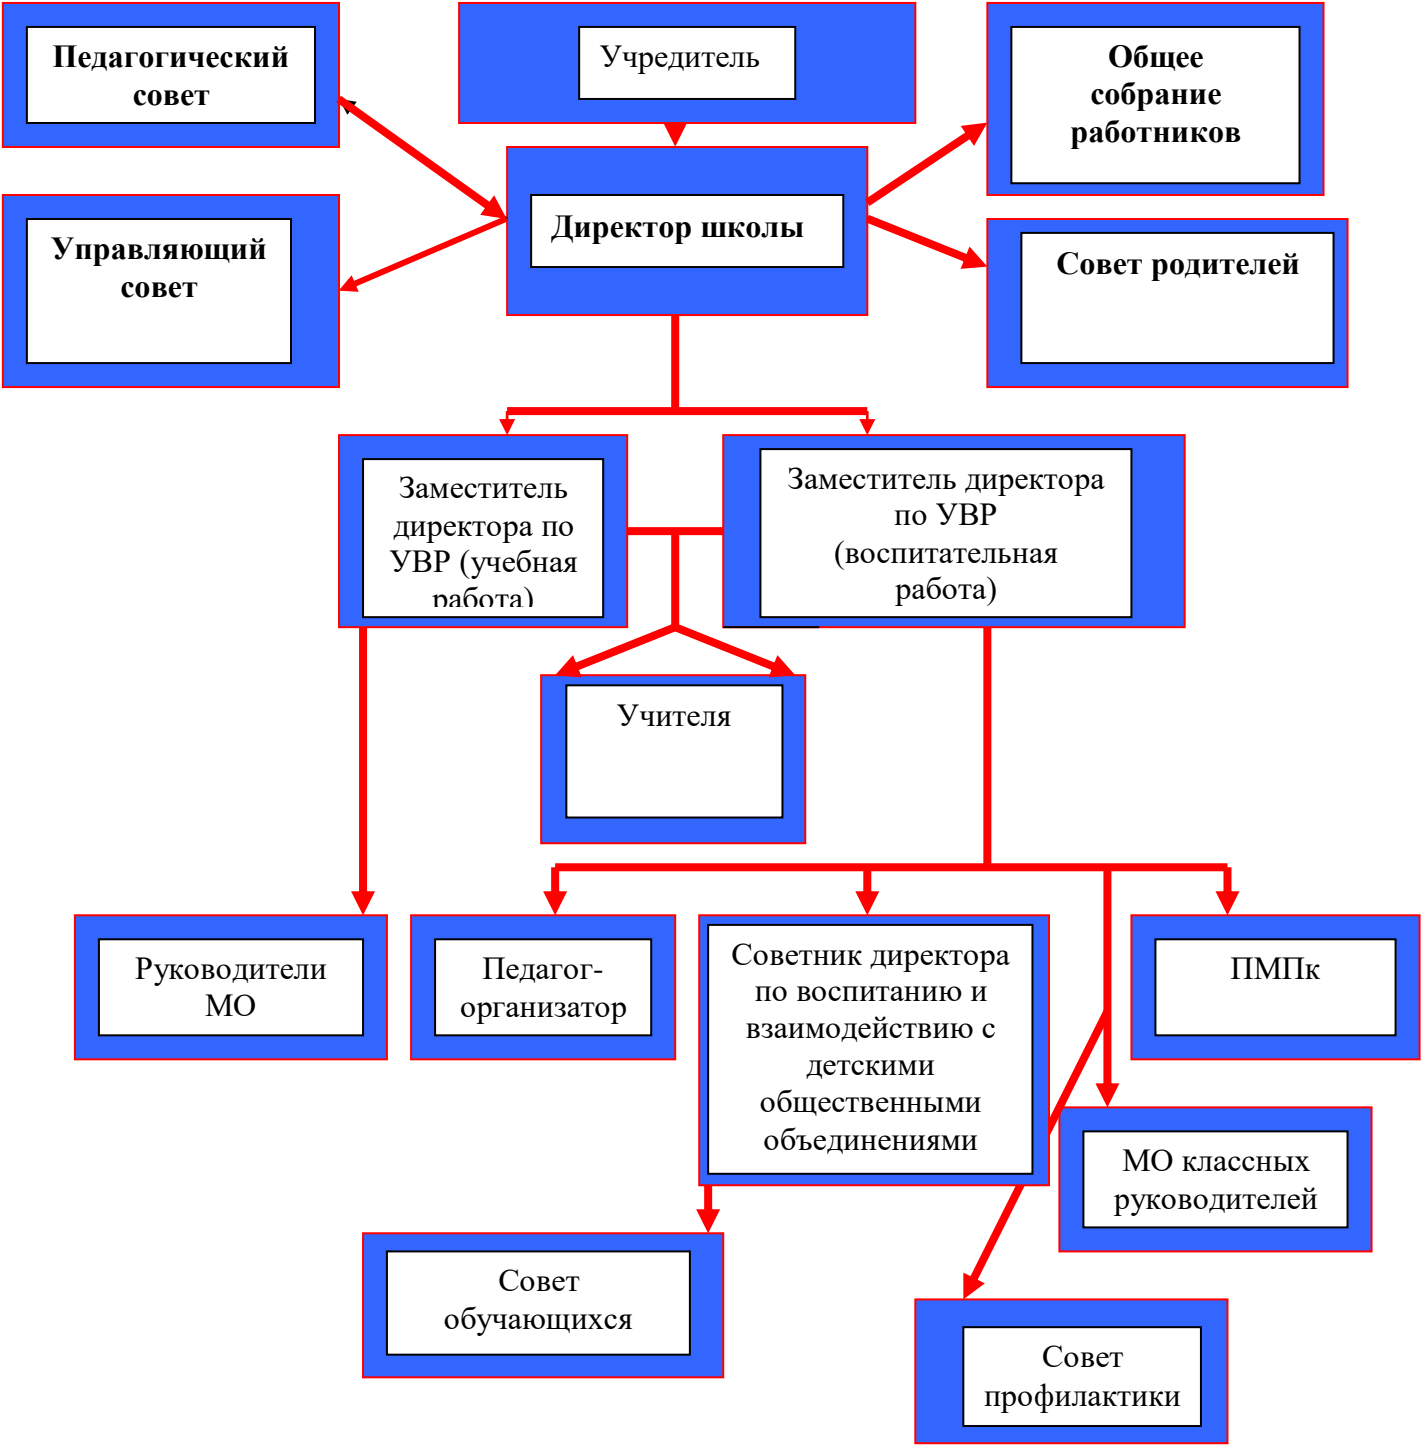 Педагогический
совет
Учредитель
Общее
собрание
работников
Директор школы
Управляющий
совет
Совет родителей
Заместитель
директора по
УВР (учебная
работа)
Заместитель директора
по УВР
(воспитательная
работа)
Учителя
Руководители
МО
Педагог-
организатор
Советник директора
по воспитанию и
взаимодействию с
детскими
общественными
объединениями
ПМПк
МО классных
руководителей
Совет
обучающихся
Совет
профилактики